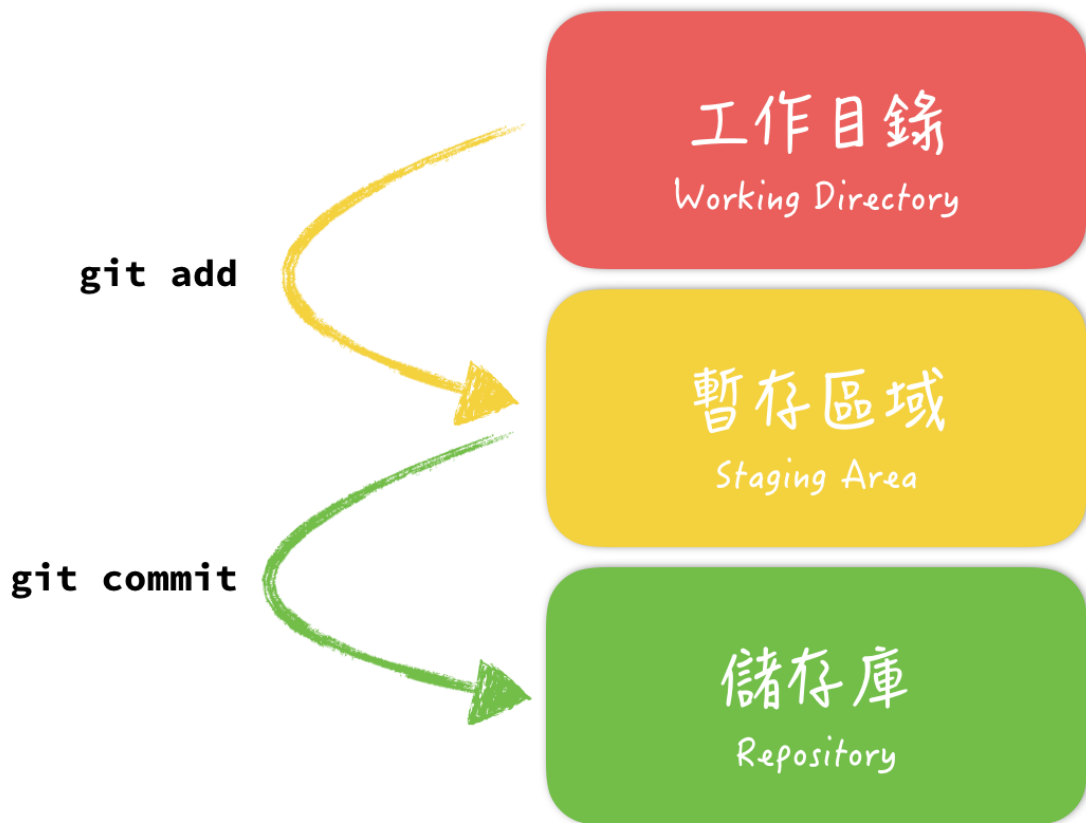 工作目錄
Working Directory
git add
暫存區域
Staging Area
git commit
儲存庫
Repository